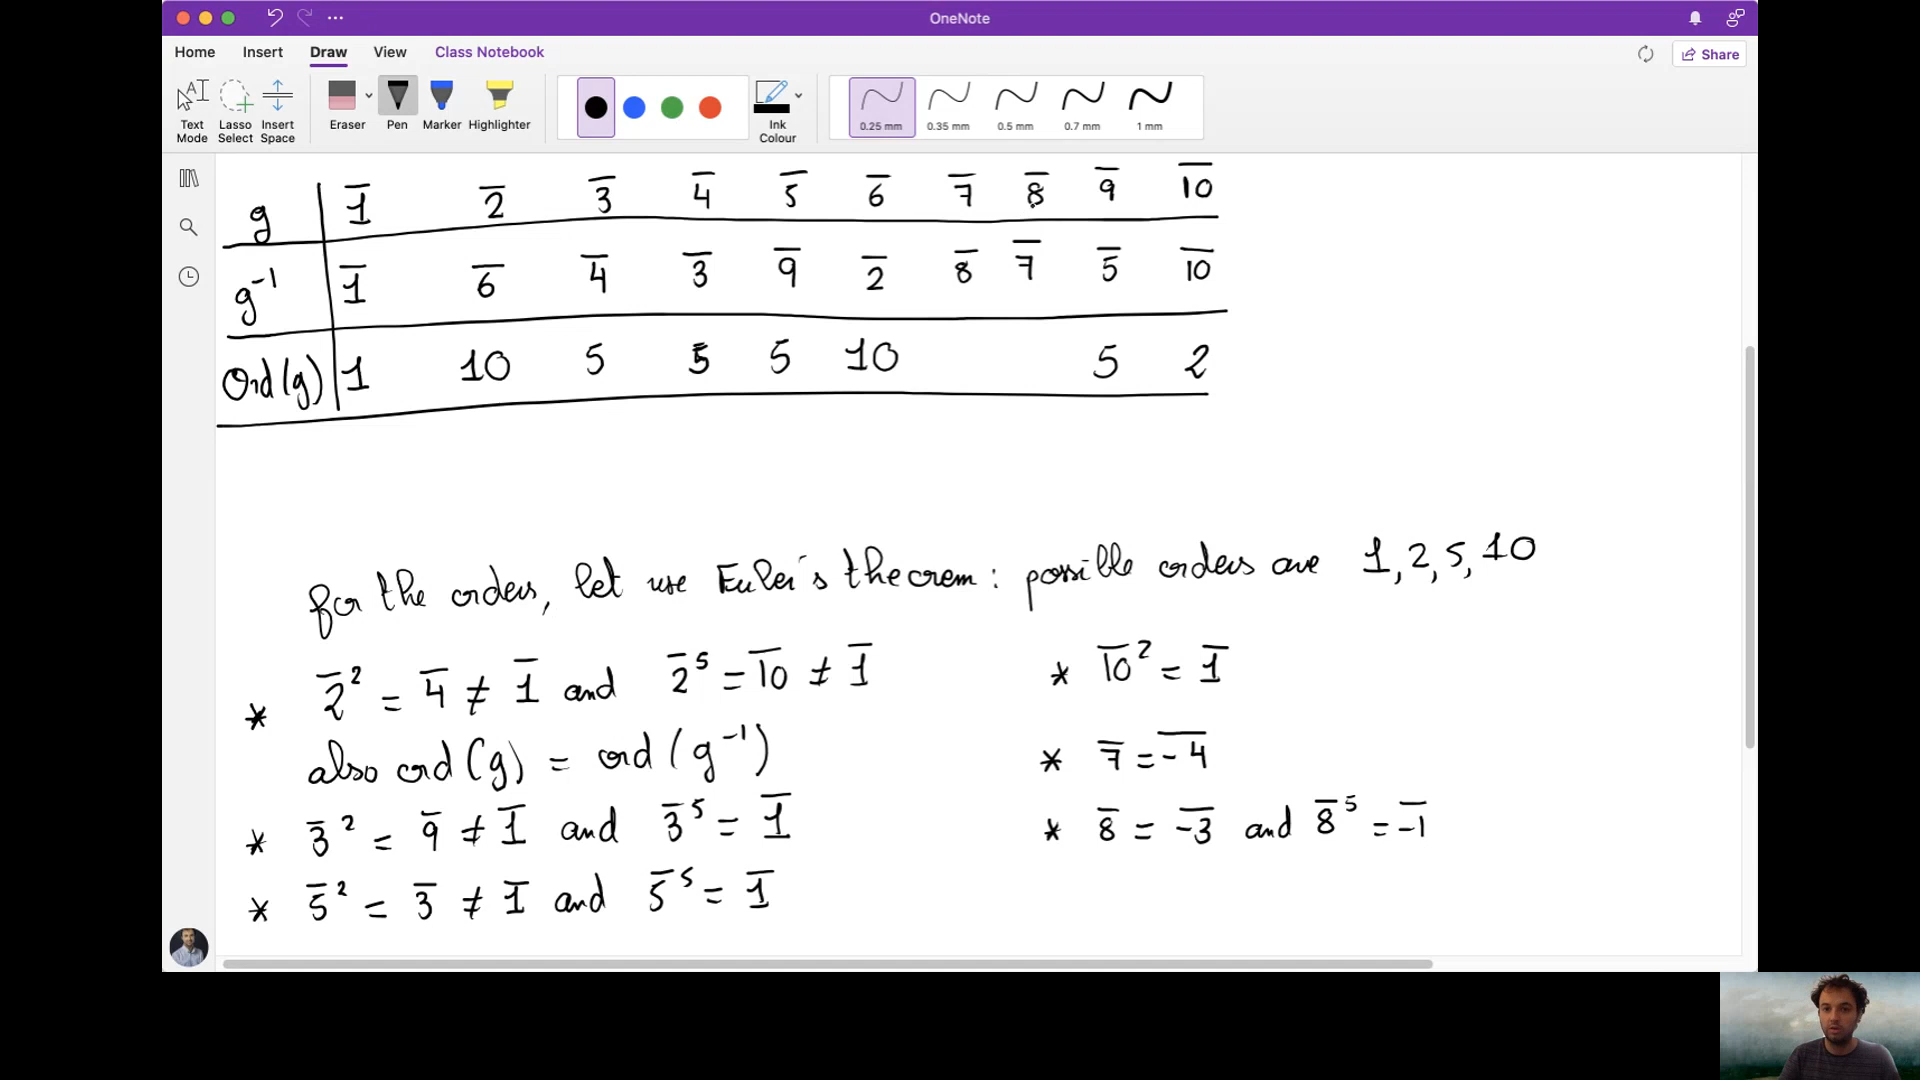 OneNote
Home Insert Draw View Class Notebook Share
Text Mode Lasso Select Insert Space Eraser Pen Marker Highlighter Ink Colour 0.25 mm 0.35 mm 0.5 mm 0.7 mm 1 mm
g | 1̅ 2̅ 3̅ 4̅ 5̅ 6̅ 7̅ 8̅ 9̅ 1̅0̅
g⁻¹ | 1̅ 6̅ 4̅ 3̅ 9̅ 2̅ 8̅ 7̅ 5̅ 1̅0̅
Ord(g) | 1 10 5 5 5 10 5 2
for the orders, let use Euler's theorem: possible orders are 1, 2, 5, 10
* 2̅² = 4̅ ≠ 1̅ and 2̅⁵ = 1̅0̅ ≠ 1̅
also ord(g) = ord(g⁻¹)
* 3̅² = 9̅ ≠ 1̅ and 3̅⁵ = 1̅
* 5̅² = 3̅ ≠ 1̅ and 5̅⁵ = 1̅
* 1̅0̅² = 1̅
* 7̅ = -̅4̅
* 8̅ = -̅3̅ and 8̅⁵ = -̅1̅